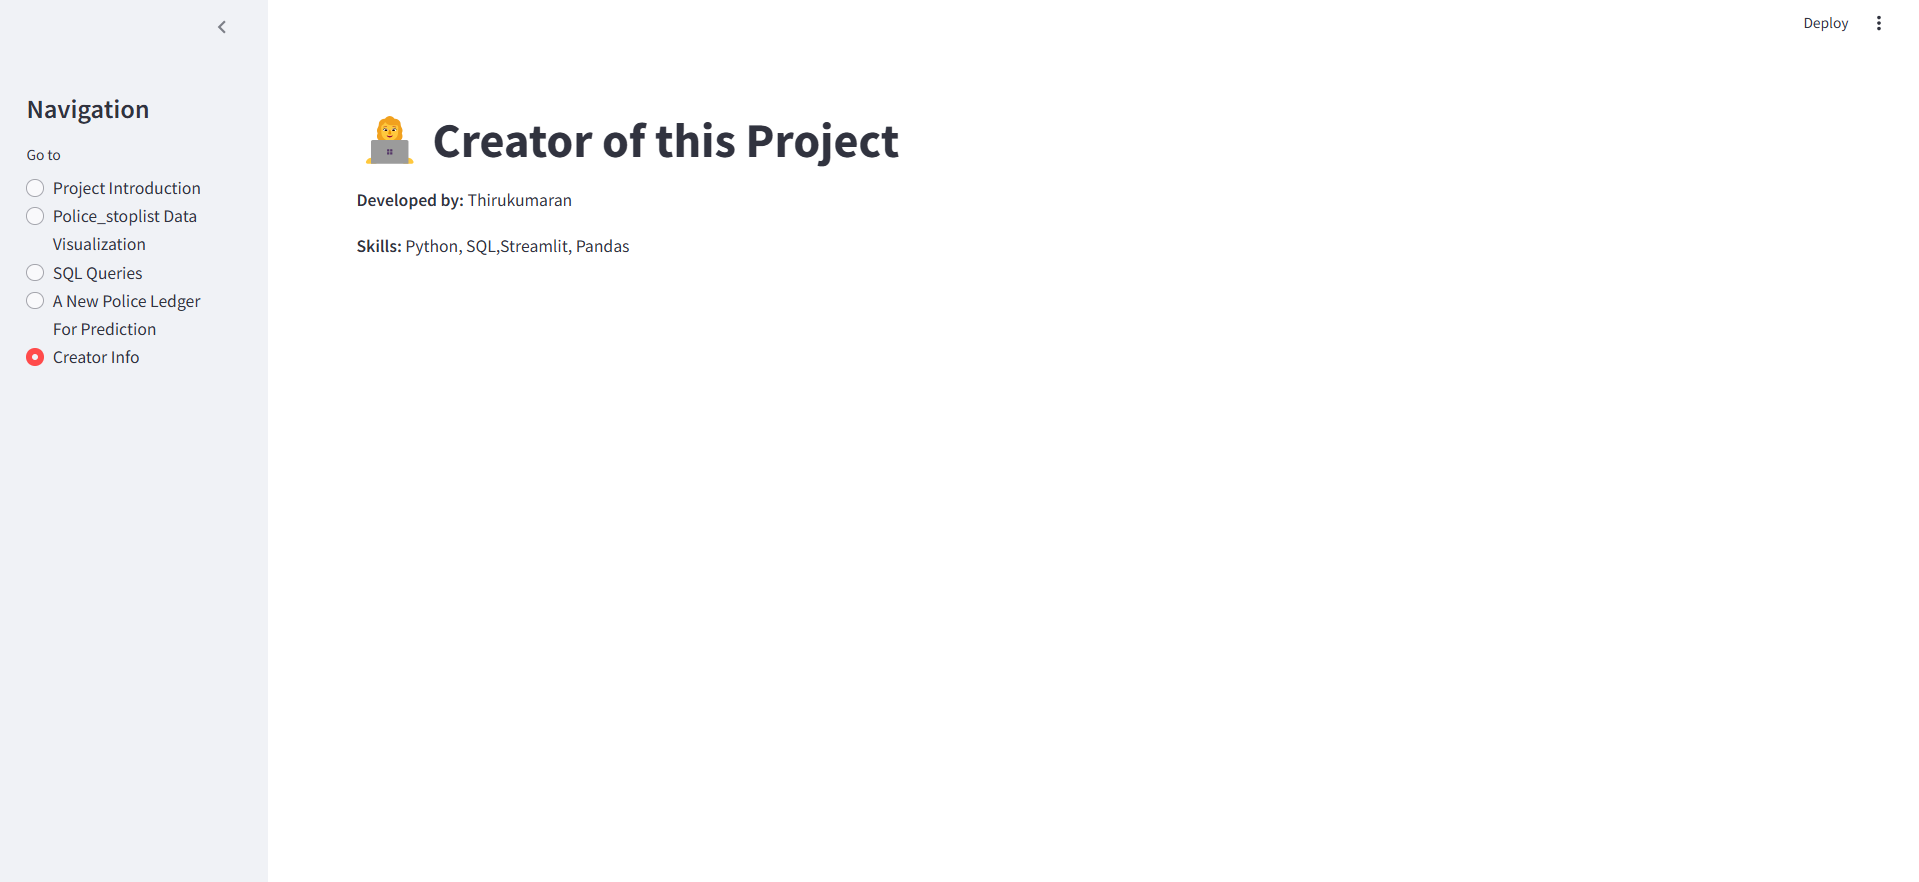 Deploy
Navigation
Go to
Project Introduction
Police_stoplist Data
Visualization
SQL Queries
A New Police Ledger
For Prediction
Creator Info
Creator of this Project
Developed by: Thirukumaran
Skills: Python, SQL,Streamlit, Pandas